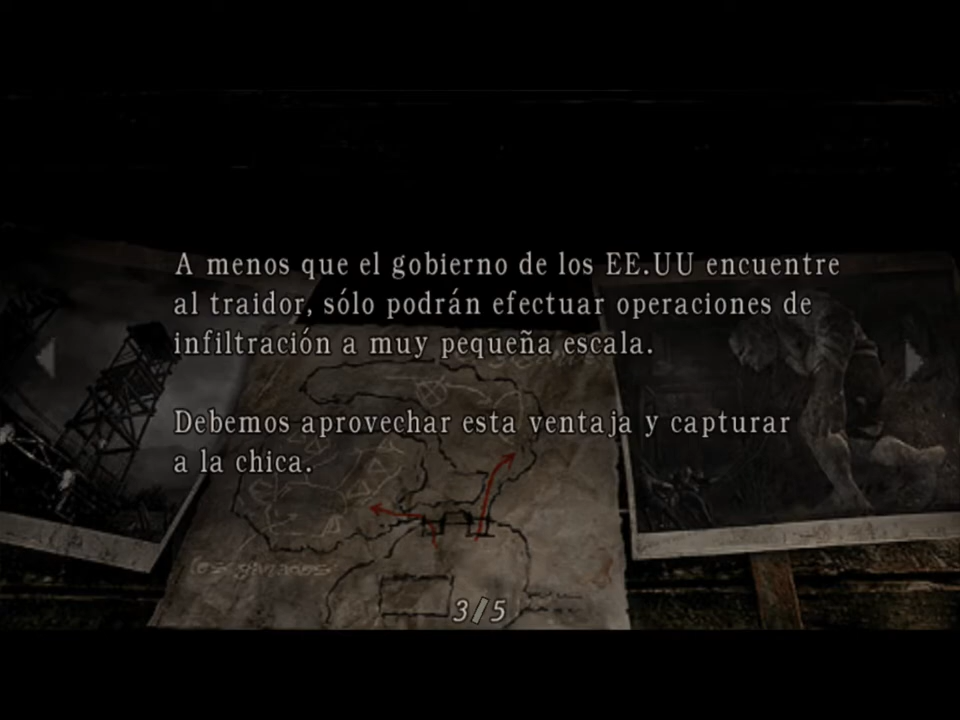 A menos que el gobierno de los EE.UU encuentre
al traidor, sólo podrán efectuar operaciones de
infiltración a muy pequeña escala.
Debemos aprovechar esta ventaja y capturar
a la chica.
3/5